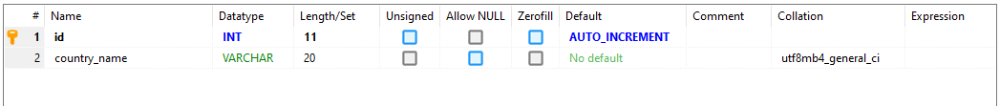 # Name Datatype Length/Set Unsigned Allow NULL Zerofill Default Comment Collation Expression
1 id INT 11 AUTO_INCREMENT
2 country_name VARCHAR 20 No default utf8mb4_general_ci